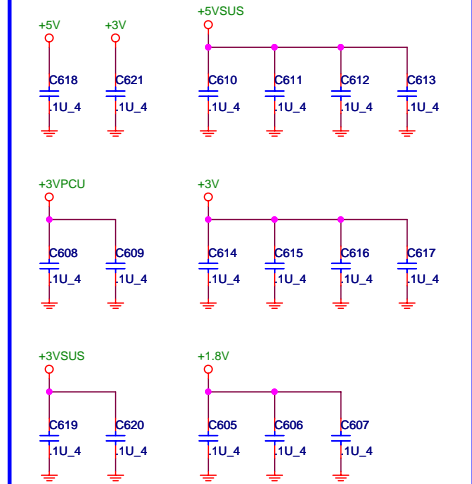 +5VSUS
+5V +3V
C618 C621 C610 C611 C612 C613
.1U_4 .1U_4 .1U_4 .1U_4 .1U_4 .1U_4
+3VPCU +3V
C608 C609 C614 C615 C616 C617
.1U_4 .1U_4 .1U_4 .1U_4 .1U_4 .1U_4
+3VSUS +1.8V
C619 C620 C605 C606 C607
.1U_4 .1U_4 .1U_4 .1U_4 .1U_4